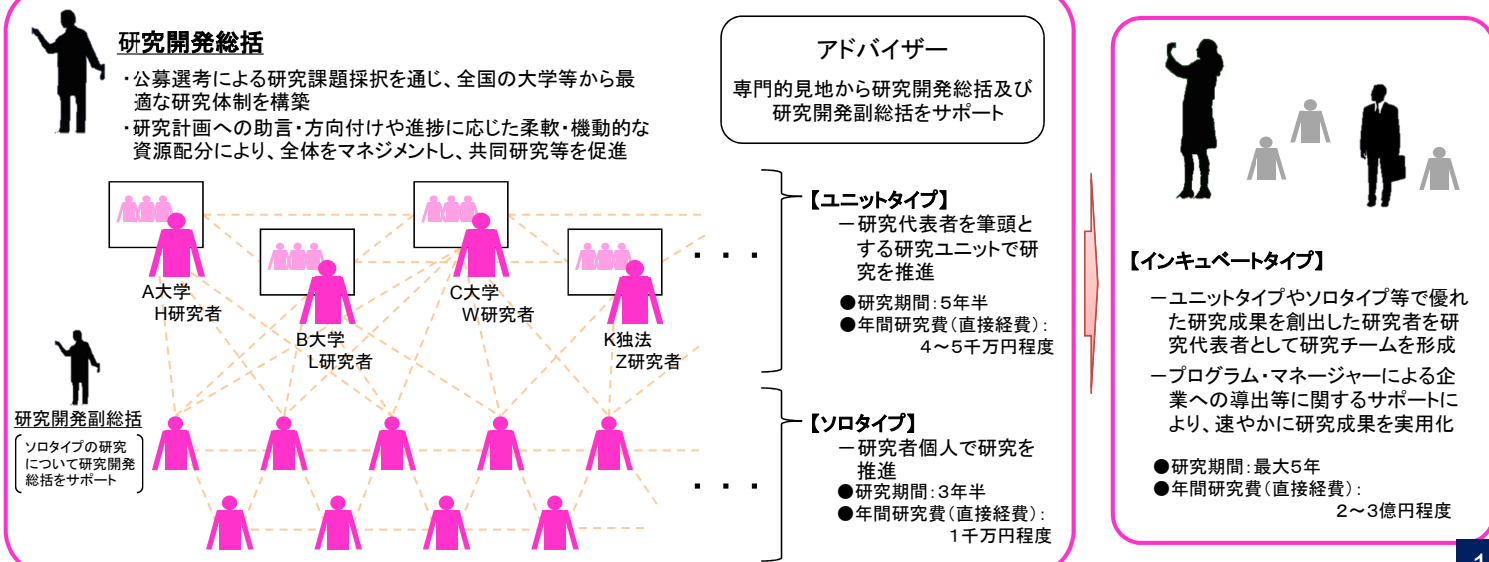 研究開発総括
・公募選考による研究課題採択を通じ、全国の大学等から最
適な研究体制を構築
・研究計画への助言・方向付けや進捗に応じた柔軟・機動的な
資源配分により、全体をマネジメントし、共同研究等を促進
アドバイザー
専門的見地から研究開発総括及び
研究開発副総括をサポート
A大学
H研究者
B大学
L研究者
C大学
W研究者
K独法
Z研究者
・・・
【ユニットタイプ】
－研究代表者を筆頭と
する研究ユニットで研
究を推進
●研究期間：5年半
●年間研究費（直接経費）：
4～5千万円程度
研究開発副総括
ソロタイプの研究
について研究開発
総括をサポート
・・・
【ソロタイプ】
－研究者個人で研究を
推進
●研究期間：3年半
●年間研究費（直接経費）：
1千万円程度
【インキュベートタイプ】
－ユニットタイプやソロタイプ等で優れ
た研究成果を創出した研究者を研
究代表者として研究チームを形成
－プログラム・マネージャーによる企
業への導出等に関するサポートに
より、速やかに研究成果を実用化
●研究期間：最大5年
●年間研究費（直接経費）：
2～3億円程度